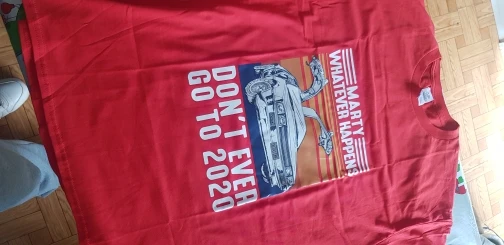 MARTY
WHATEVER HAPPENS
DON'T EVER
GO TO 2020